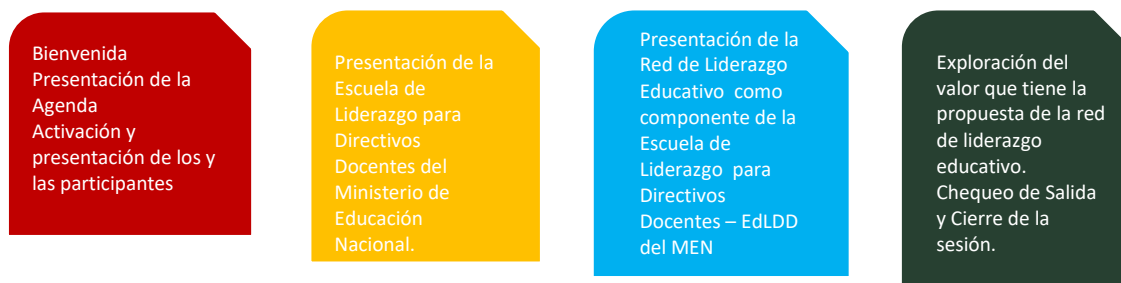 Bienvenida
Presentación de la
Agenda
Activación y
presentación de los y
las participantes
Presentación de la
Escuela de
Liderazgo para
Directivos
Docentes del
Ministerio de
Educación
Nacional.
Presentación de la
Red de Liderazgo
Educativo como
componente de la
Escuela de
Liderazgo para
Directivos
Docentes – EdLDD
del MEN
Exploración del
valor que tiene la
propuesta de la red
de liderazgo
educativo.
Chequeo de Salida
y Cierre de la
sesión.